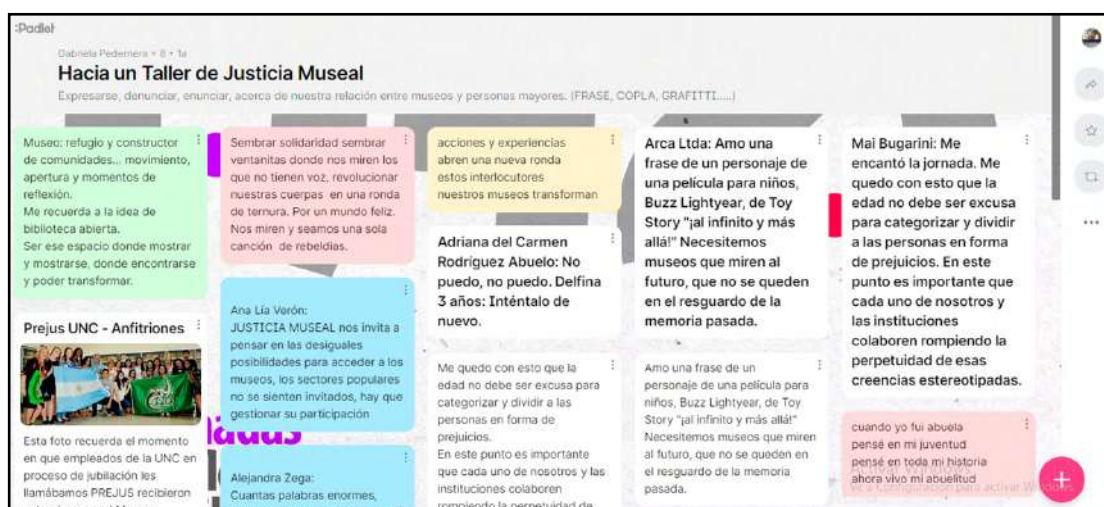 :Padlet
Gabriela Pedernera • 8 • 1a
Hacia un Taller de Justicia Museal
Expresarse, denunciar, enunciar, acerca de nuestra relación entre museos y personas mayores. (FRASE, COPLA, GRAFITTI.....)
Museo: refugio y constructor
de comunidades... movimiento,
apertura y momentos de
reflexión.
Me recuerda a la idea de
biblioteca abierta.
Ser ese espacio donde mostrar
y mostrarse, donde encontrarse
y poder transformar.
Prejus UNC - Anfitriones
Esta foto recuerda el momento
en que empleados de la UNC en
proceso de jubilación les
llamábamos PREJUS recibieron
Sembrar solidaridad sembrar
ventanitas donde nos miren los
que no tienen voz, revolucionar
nuestras cuerpas en una ronda
de ternura. Por un mundo feliz.
Nos miren y seamos una sola
canción de rebeldias.
Ana Lía Verón:
JUSTICIA MUSEAL nos invita a
pensar en las desiguales
posibilidades para acceder a los
museos, los sectores populares
no se sienten invitados, hay que
gestionar su participación
Alejandra Zega:
Cuantas palabras enormes,
acciones y experiencias
abren una nueva ronda
estos interlocutores
nuestros museos transforman
Adriana del Carmen
Rodríguez Abuelo: No
puedo, no puedo. Delfina
3 años: Inténtalo de
nuevo.
Me quedo con esto que la
edad no debe ser excusa para
categorizar y dividir a las
personas en forma de
prejuicios.
En este punto es importante
que cada uno de nosotros y las
instituciones colaboren
rompiendo la perpetuidad de
Arca Ltda: Amo una
frase de un personaje de
una película para niños,
Buzz Lightyear, de Toy
Story "¡al infinito y más
allá!" Necesitemos
museos que miren al
futuro, que no se queden
en el resguardo de la
memoria pasada.
Amo una frase de un
personaje de una película para
niños, Buzz Lightyear, de Toy
Story "¡al infinito y más allá!"
Necesitemos museos que miren
al futuro, que no se queden en
el resguardo de la memoria
pasada.
Mai Bugarini: Me
encantó la jornada. Me
quedo con esto que la
edad no debe ser excusa
para categorizar y dividir
a las personas en forma
de prejuicios. En este
punto es importante que
cada uno de nosotros y
las instituciones
colaboren rompiendo la
perpetuidad de esas
creencias estereotipadas.
cuando yo fui abuela
pensé en mi juventud
pensé en toda mi historia
ahora vivo mi abuelitud
Activar Windows
Ve a Configuración para activar Windows.